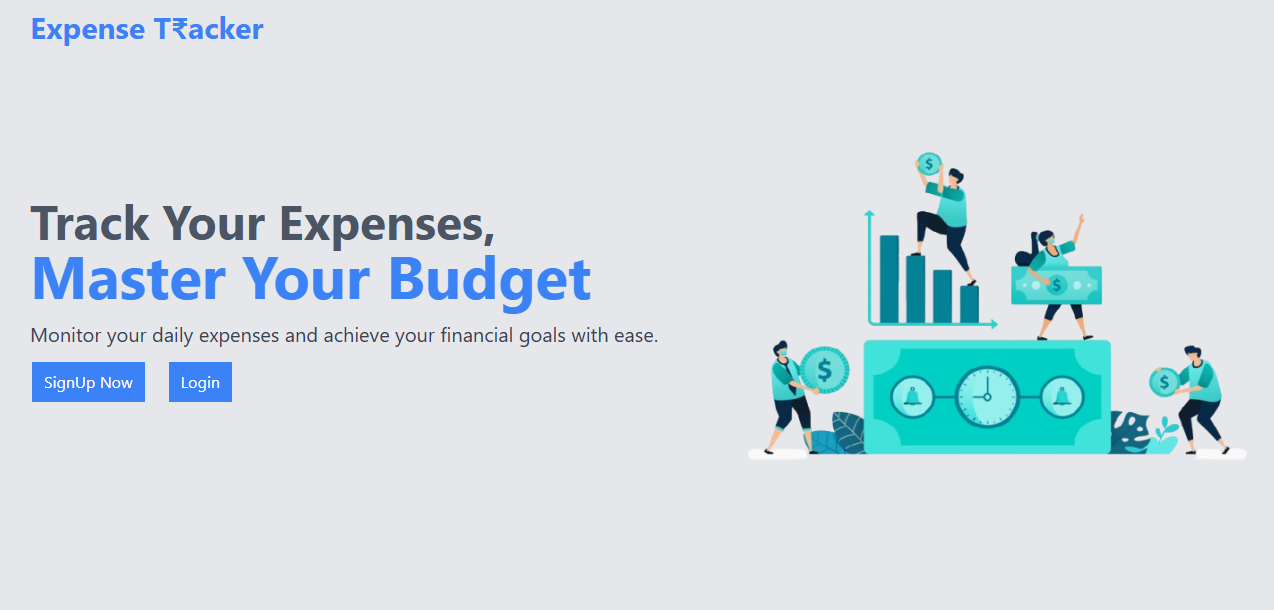 Expense T₹acker
Track Your Expenses,
Master Your Budget
Monitor your daily expenses and achieve your financial goals with ease.
SignUp Now
Login
$
$
$
$